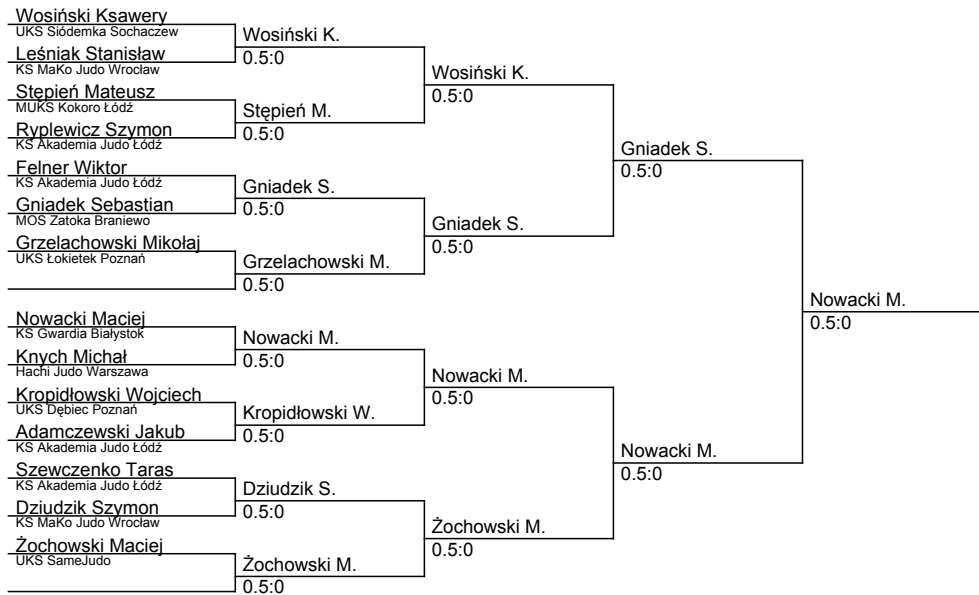 Wosiński Ksawery
UKS Siódemka Sochaczew
Leśniak Stanisław
KS MaKo Judo Wrocław
Stępień Mateusz
MUKS Kokoro Łódź
Ryplewicz Szymon
KS Akademia Judo Łódź
Felner Wiktor
KS Akademia Judo Łódź
Gniadek Sebastian
MOS Zatoka Braniewo
Grzelachowski Mikołaj
UKS Łokietek Poznań
Nowacki Maciej
KS Gwardia Białystok
Knych Michał
Hachi Judo Warszawa
Kropidłowski Wojciech
UKS Dębiec Poznań
Adamczewski Jakub
KS Akademia Judo Łódź
Szewczenko Taras
KS Akademia Judo Łódź
Dziudzik Szymon
KS MaKo Judo Wrocław
Żochowski Maciej
UKS SameJudo
Wosiński K.
0.5:0
Stępień M.
0.5:0
Gniadek S.
0.5:0
Grzelachowski M.
0.5:0
Nowacki M.
0.5:0
Kropidłowski W.
0.5:0
Dziudzik S.
0.5:0
Żochowski M.
0.5:0
Wosiński K.
0.5:0
Gniadek S.
0.5:0
Nowacki M.
0.5:0
Żochowski M.
0.5:0
Gniadek S.
0.5:0
Nowacki M.
0.5:0
Nowacki M.
0.5:0